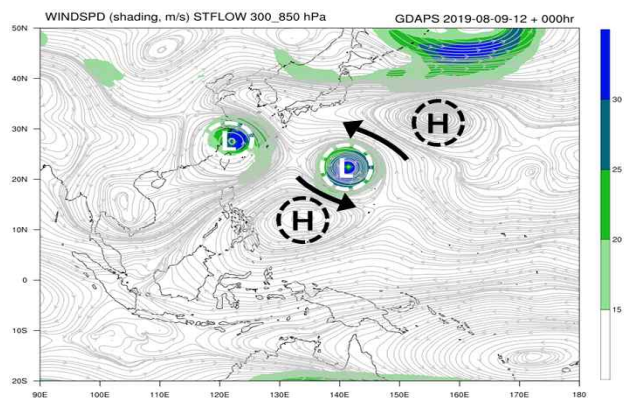 WINDSPD (shading, m/s) STFLOW 300_850 hPa
GDAPS 2019-08-09-12 + 000hr
50N
40N
30N
20N
10N
0
10S
20S
90E
100E
110E
120E
130E
140E
150E
160E
170E
180
H
L
L
H
30
25
20
15